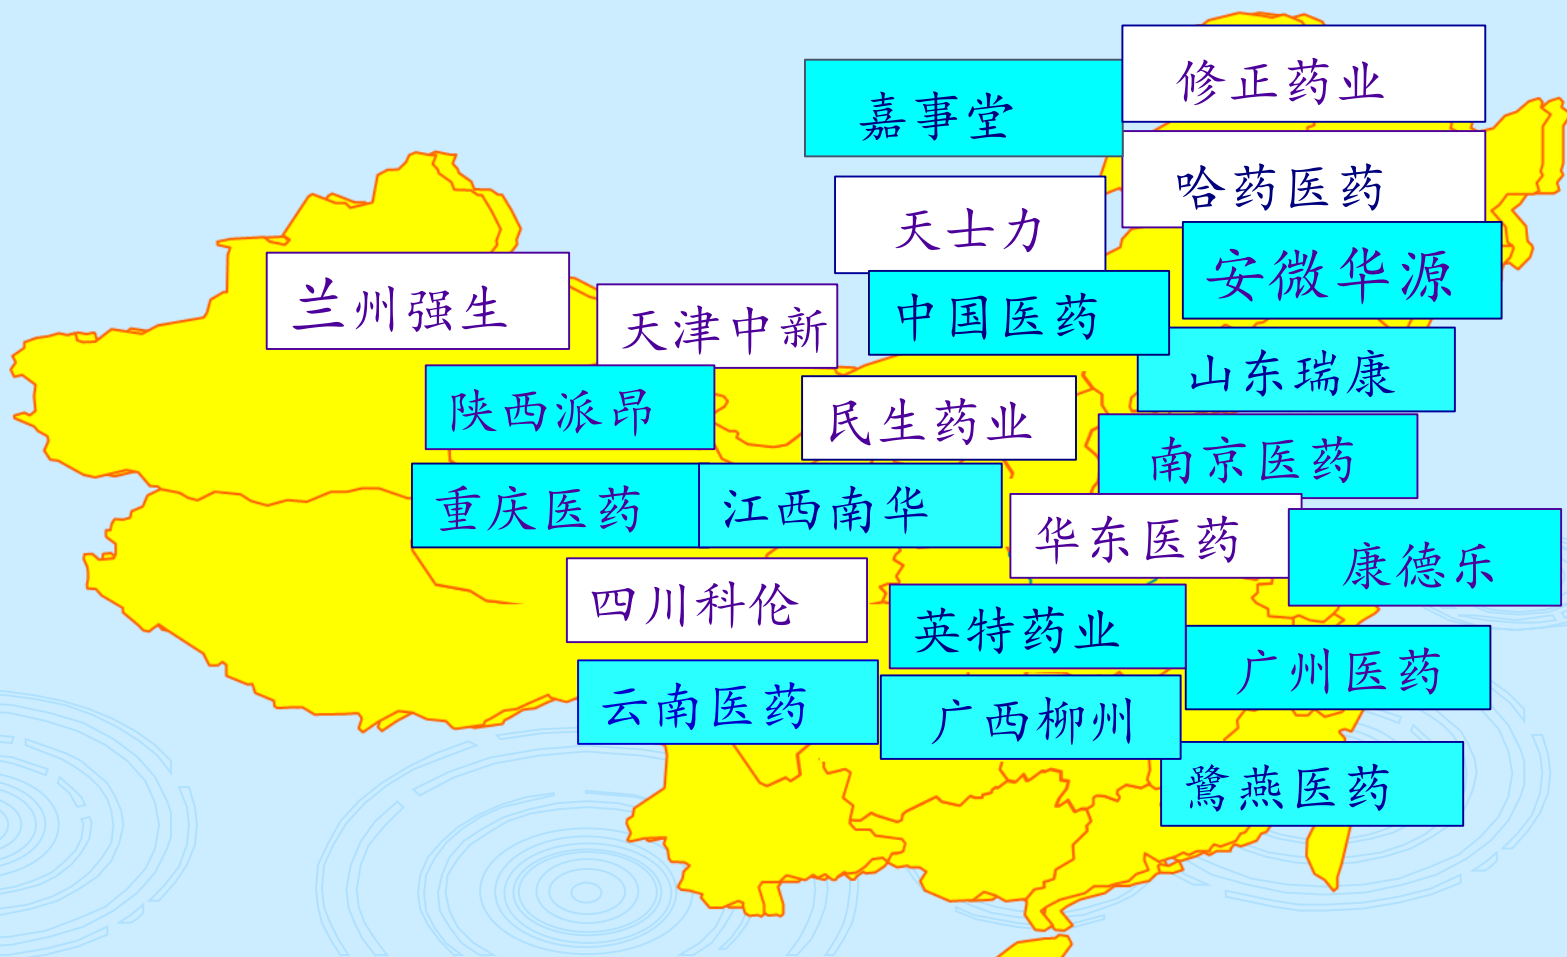 修正药业
嘉事堂
哈药医药
天士力
安微华源
兰州强生
天津中新
中国医药
山东瑞康
陕西派昂
民生药业
南京医药
重庆医药
江西南华
华东医药
康德乐
四川科伦
英特药业
广州医药
云南医药
广西柳州
鷺燕医药